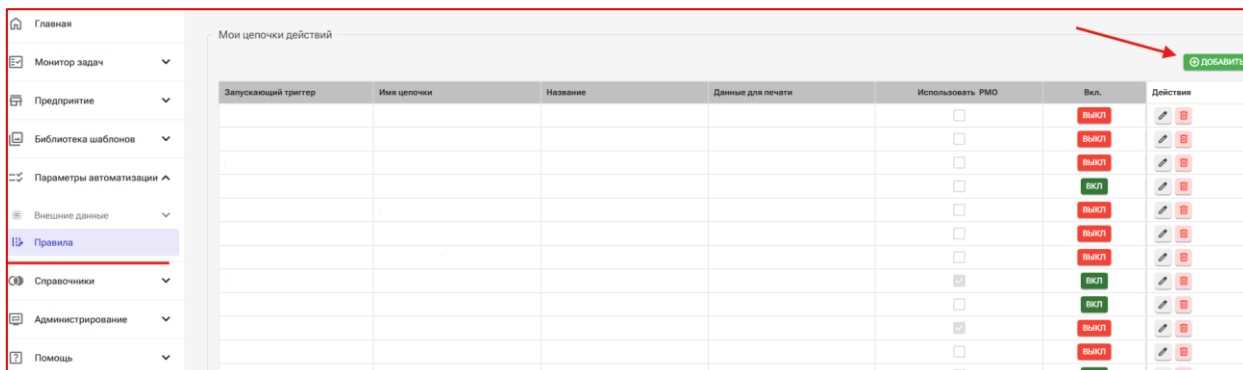 Главная
Мои цепочки действий
Монитор задач
ДОБАВИТЬ
Предприятие
Запускающий триггер Имя цепочки Название Данные для печати Использовать РМО Вкл. Действия
ВЫКЛ
Библиотека шаблонов
ВЫКЛ
ВЫКЛ
Параметры автоматизации
ВКЛ
Внешние данные
ВЫКЛ
Правила
ВЫКЛ
ВЫКЛ
Справочники
ВКЛ
ВКЛ
Администрирование
ВЫКЛ
Помощь
ВЫКЛ